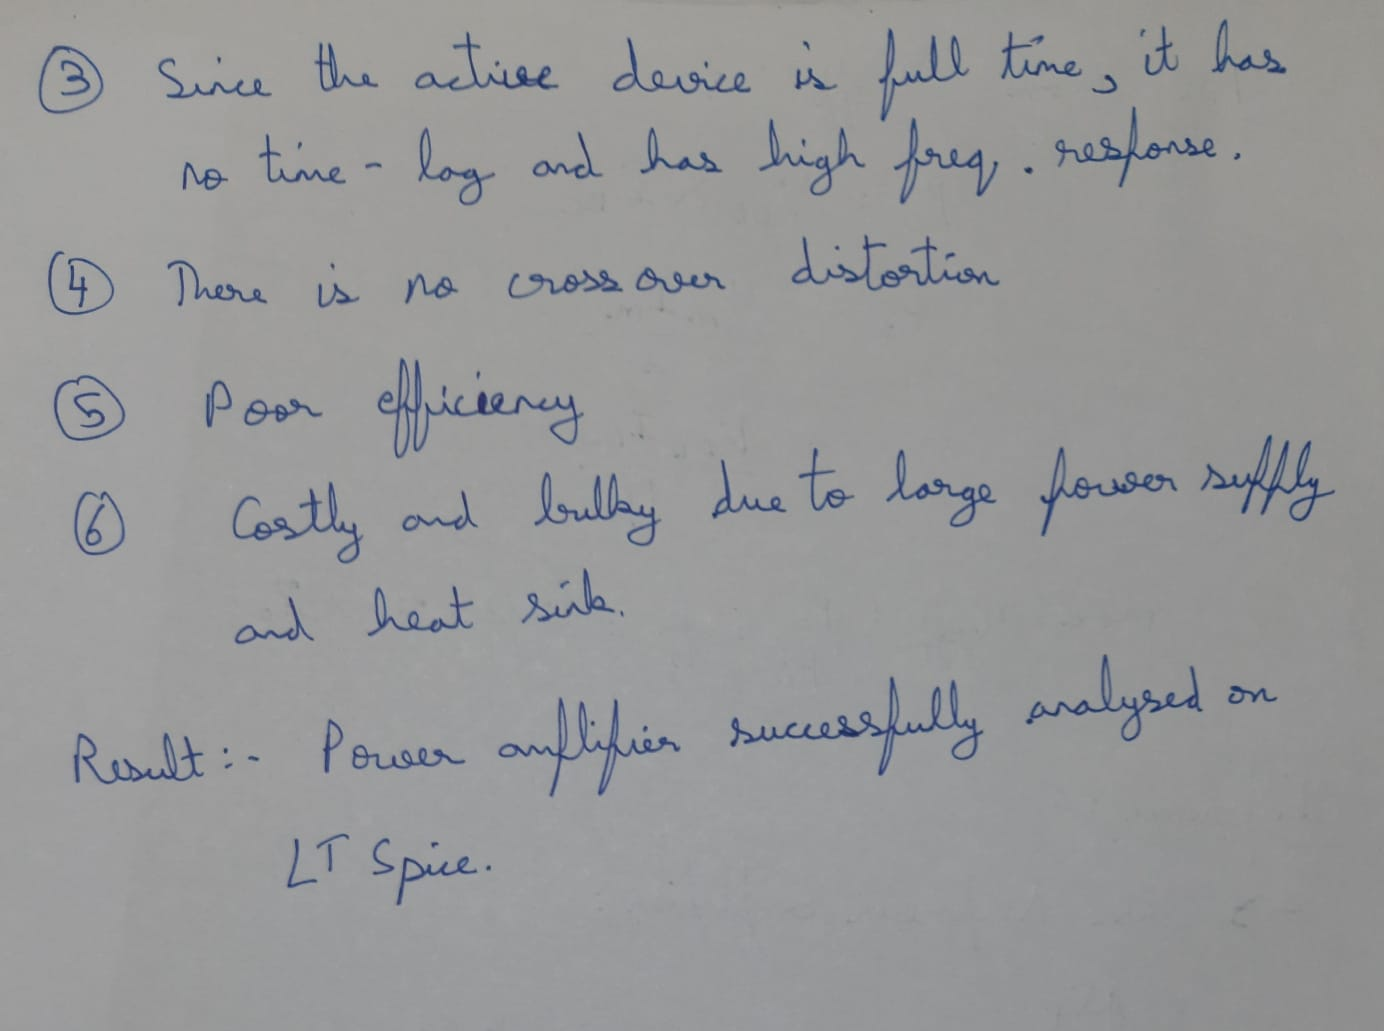 ③ Since the active device is full time, it has
no time - lag and has high freq. response.
④ There is no cross over distortion
⑤ Poor efficiency
⑥ Costly and bulky due to large power supply
and heat sink.
Result :- Power amplifier successfully analysed on
LT Spice.